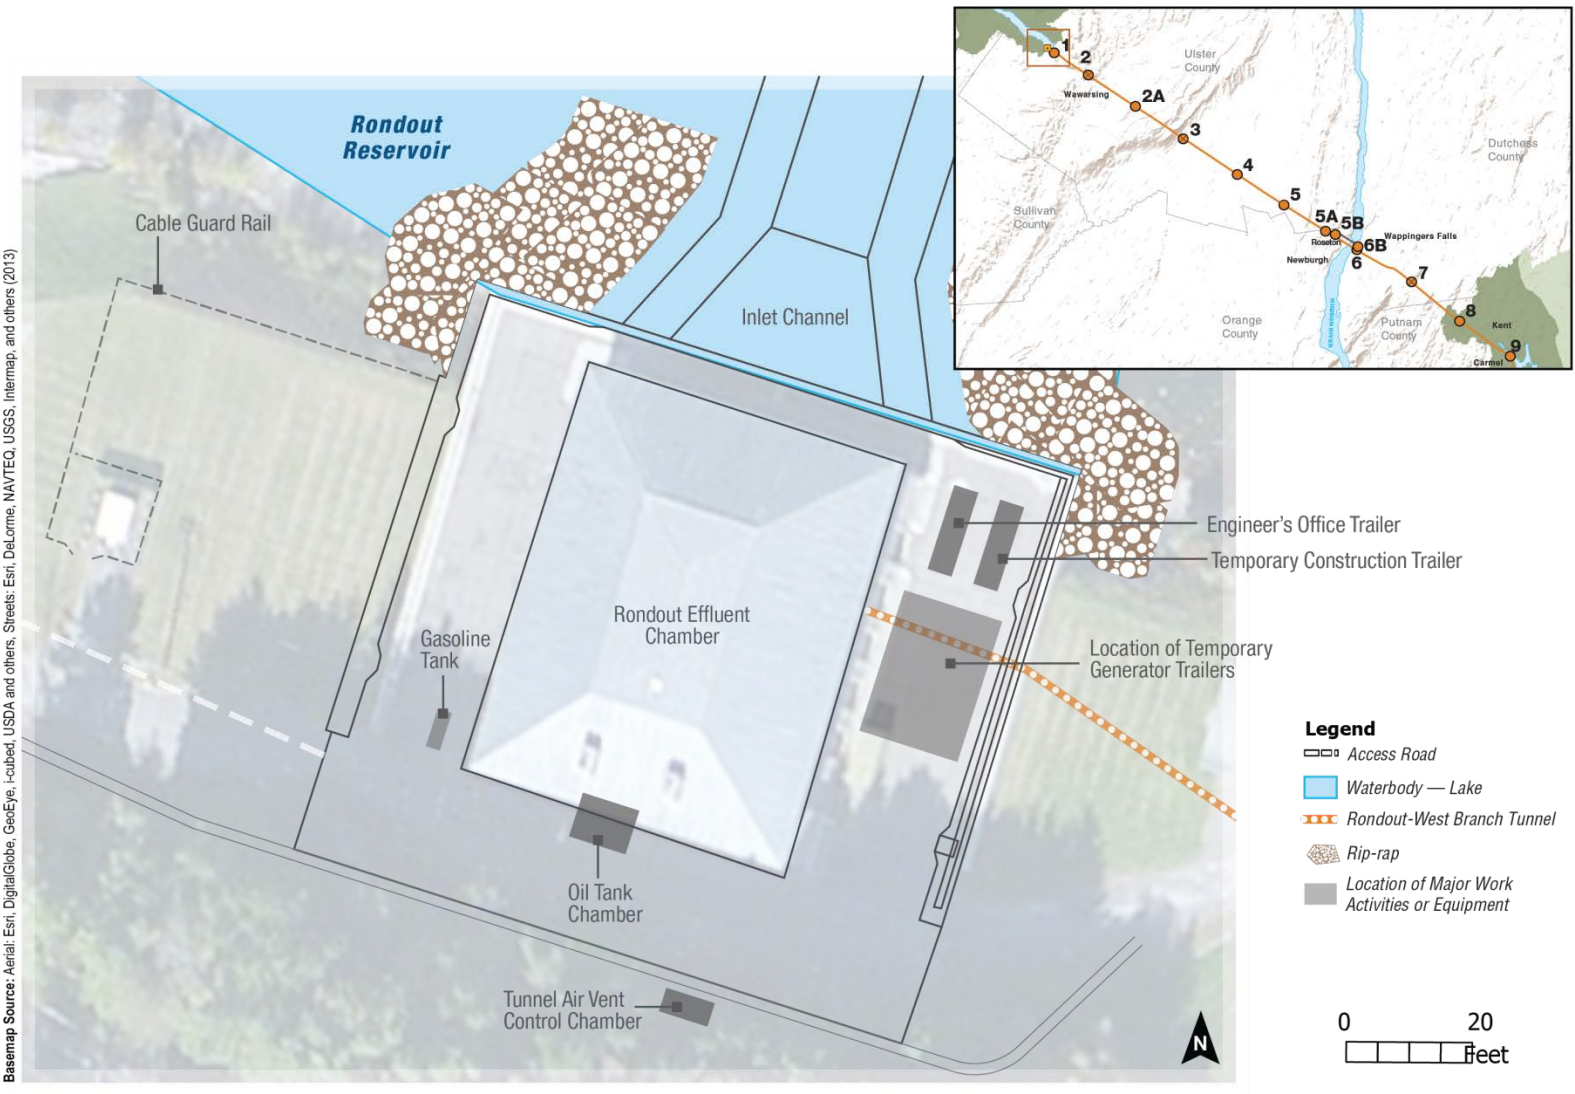 Rondout
Reservoir
Cable Guard Rail
Inlet Channel
Rondout Effluent
Chamber
Gasoline
Tank
Oil Tank
Chamber
Tunnel Air Vent
Control Chamber
Engineer's Office Trailer
Temporary Construction Trailer
Location of Temporary
Generator Trailers
1
2
Wawarsing
2A
3
4
5
5A
5B
Roseton
6B
6
Newburgh
Wappingers Falls
7
8
Kent
9
Carmel
Ulster
County
Dutchess
County
Sullivan
County
Orange
County
Putnam
County
HUDSON RIVER
Legend
Access Road
Waterbody — Lake
Rondout-West Branch Tunnel
Rip-rap
Location of Major Work
Activities or Equipment
0 20
Feet
N
Basemap Source: Aerial: Esri, DigitalGlobe, GeoEye, i-cubed, USDA and others, Streets: Esri, DeLorme, NAVTEQ, USGS, Intermap, and others (2013)